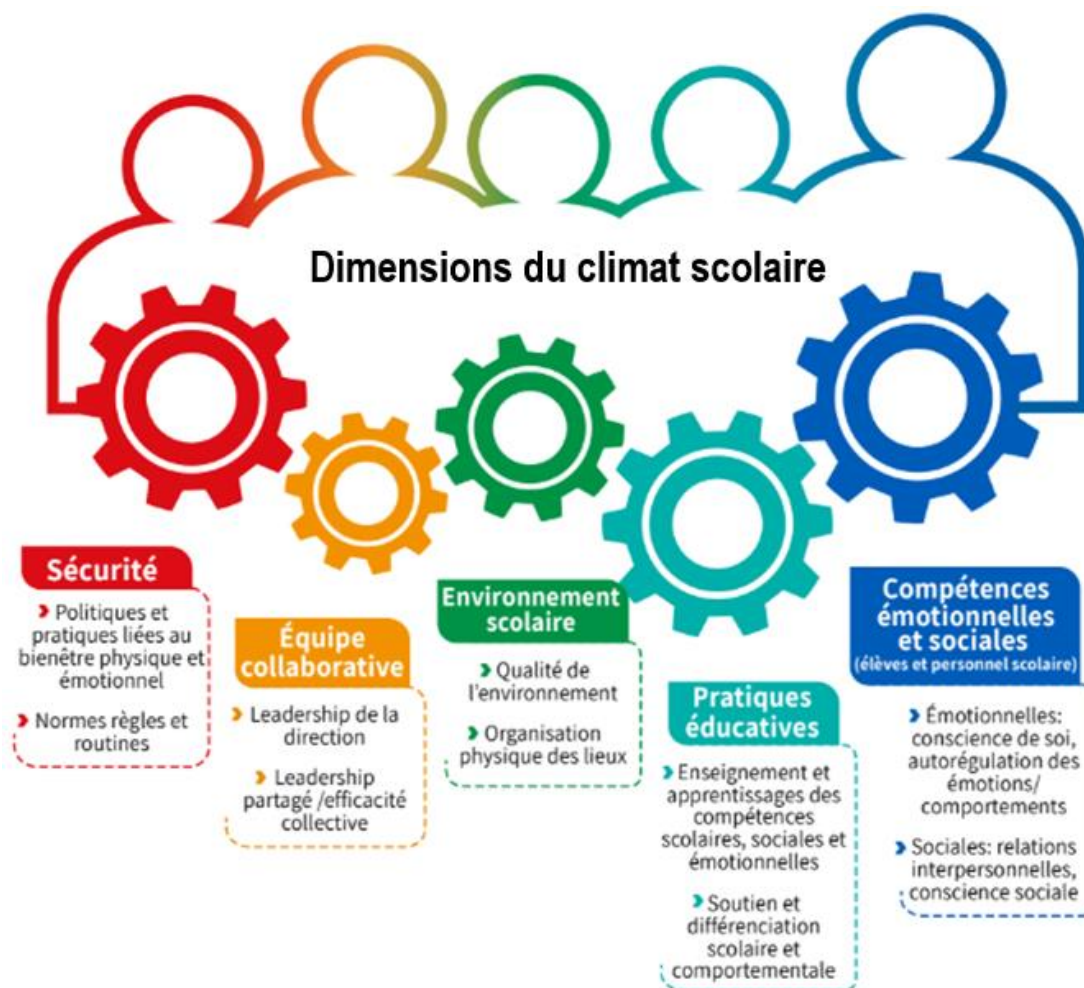 Dimensions du climat scolaire
Sécurité
Politiques et
pratiques liées au
bienêtre physique et
émotionnel
Normes règles et
routines
Équipe
collaborative
Leadership de la
direction
Leadership
partagé /efficacité
collective
Environnement
scolaire
Qualité de
l'environnement
Organisation
physique des lieux
Pratiques
éducatives
Enseignement et
apprentissages des
compétences
scolaires, sociales et
émotionnelles
Soutien et
différenciation
scolaire et
comportementale
Compétences
émotionnelles
et sociales
(élèves et personnel scolaire)
Émotionnelles:
conscience de soi,
autorégulation des
émotions/
comportements
Sociales: relations
interpersonnelles,
conscience sociale